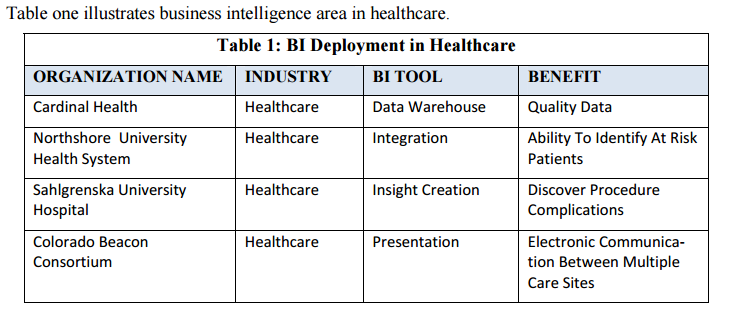 Table one illustrates business intelligence area in healthcare.
Table 1: BI Deployment in Healthcare
ORGANIZATION NAME INDUSTRY BI TOOL BENEFIT
Cardinal Health Healthcare Data Warehouse Quality Data
Northshore University Healthcare Integration Ability To Identify At Risk
Health System Patients
Sahlgrenska University Healthcare Insight Creation Discover Procedure
Hospital Complications
Colorado Beacon Healthcare Presentation Electronic Communica-
Consortium tion Between Multiple
Care Sites